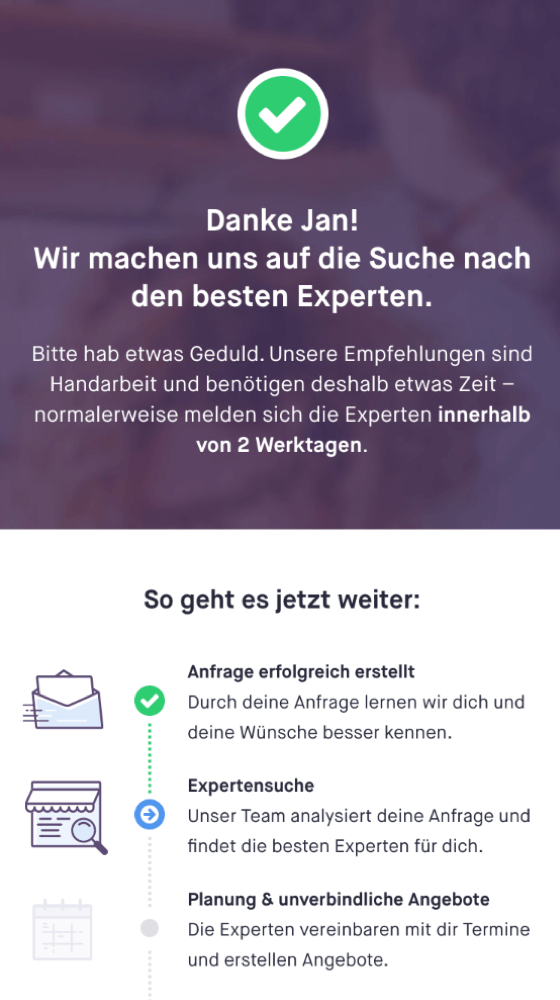 Danke Jan!
Wir machen uns auf die Suche nach
den besten Experten.
Bitte hab etwas Geduld. Unsere Empfehlungen sind
Handarbeit und benötigen deshalb etwas Zeit –
normalerweise melden sich die Experten innerhalb
von 2 Werktagen.
So geht es jetzt weiter:
Anfrage erfolgreich erstellt
Durch deine Anfrage lernen wir dich und
deine Wünsche besser kennen.
Expertensuche
Unser Team analysiert deine Anfrage und
findet die besten Experten für dich.
Planung & unverbindliche Angebote
Die Experten vereinbaren mit dir Termine
und erstellen Angebote.